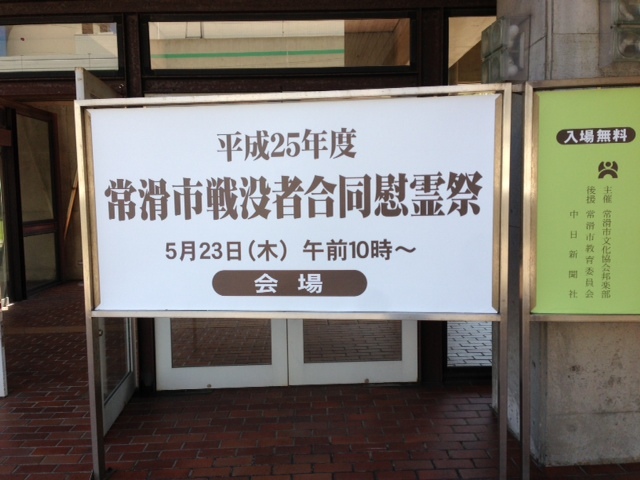 平成25年度
常滑市戦没者合同慰霊祭
5月23日(木) 午前10時～
会場
入場無料
主催 常滑市文化協会邦楽部
後援 常滑市教育委員会
中日新聞社